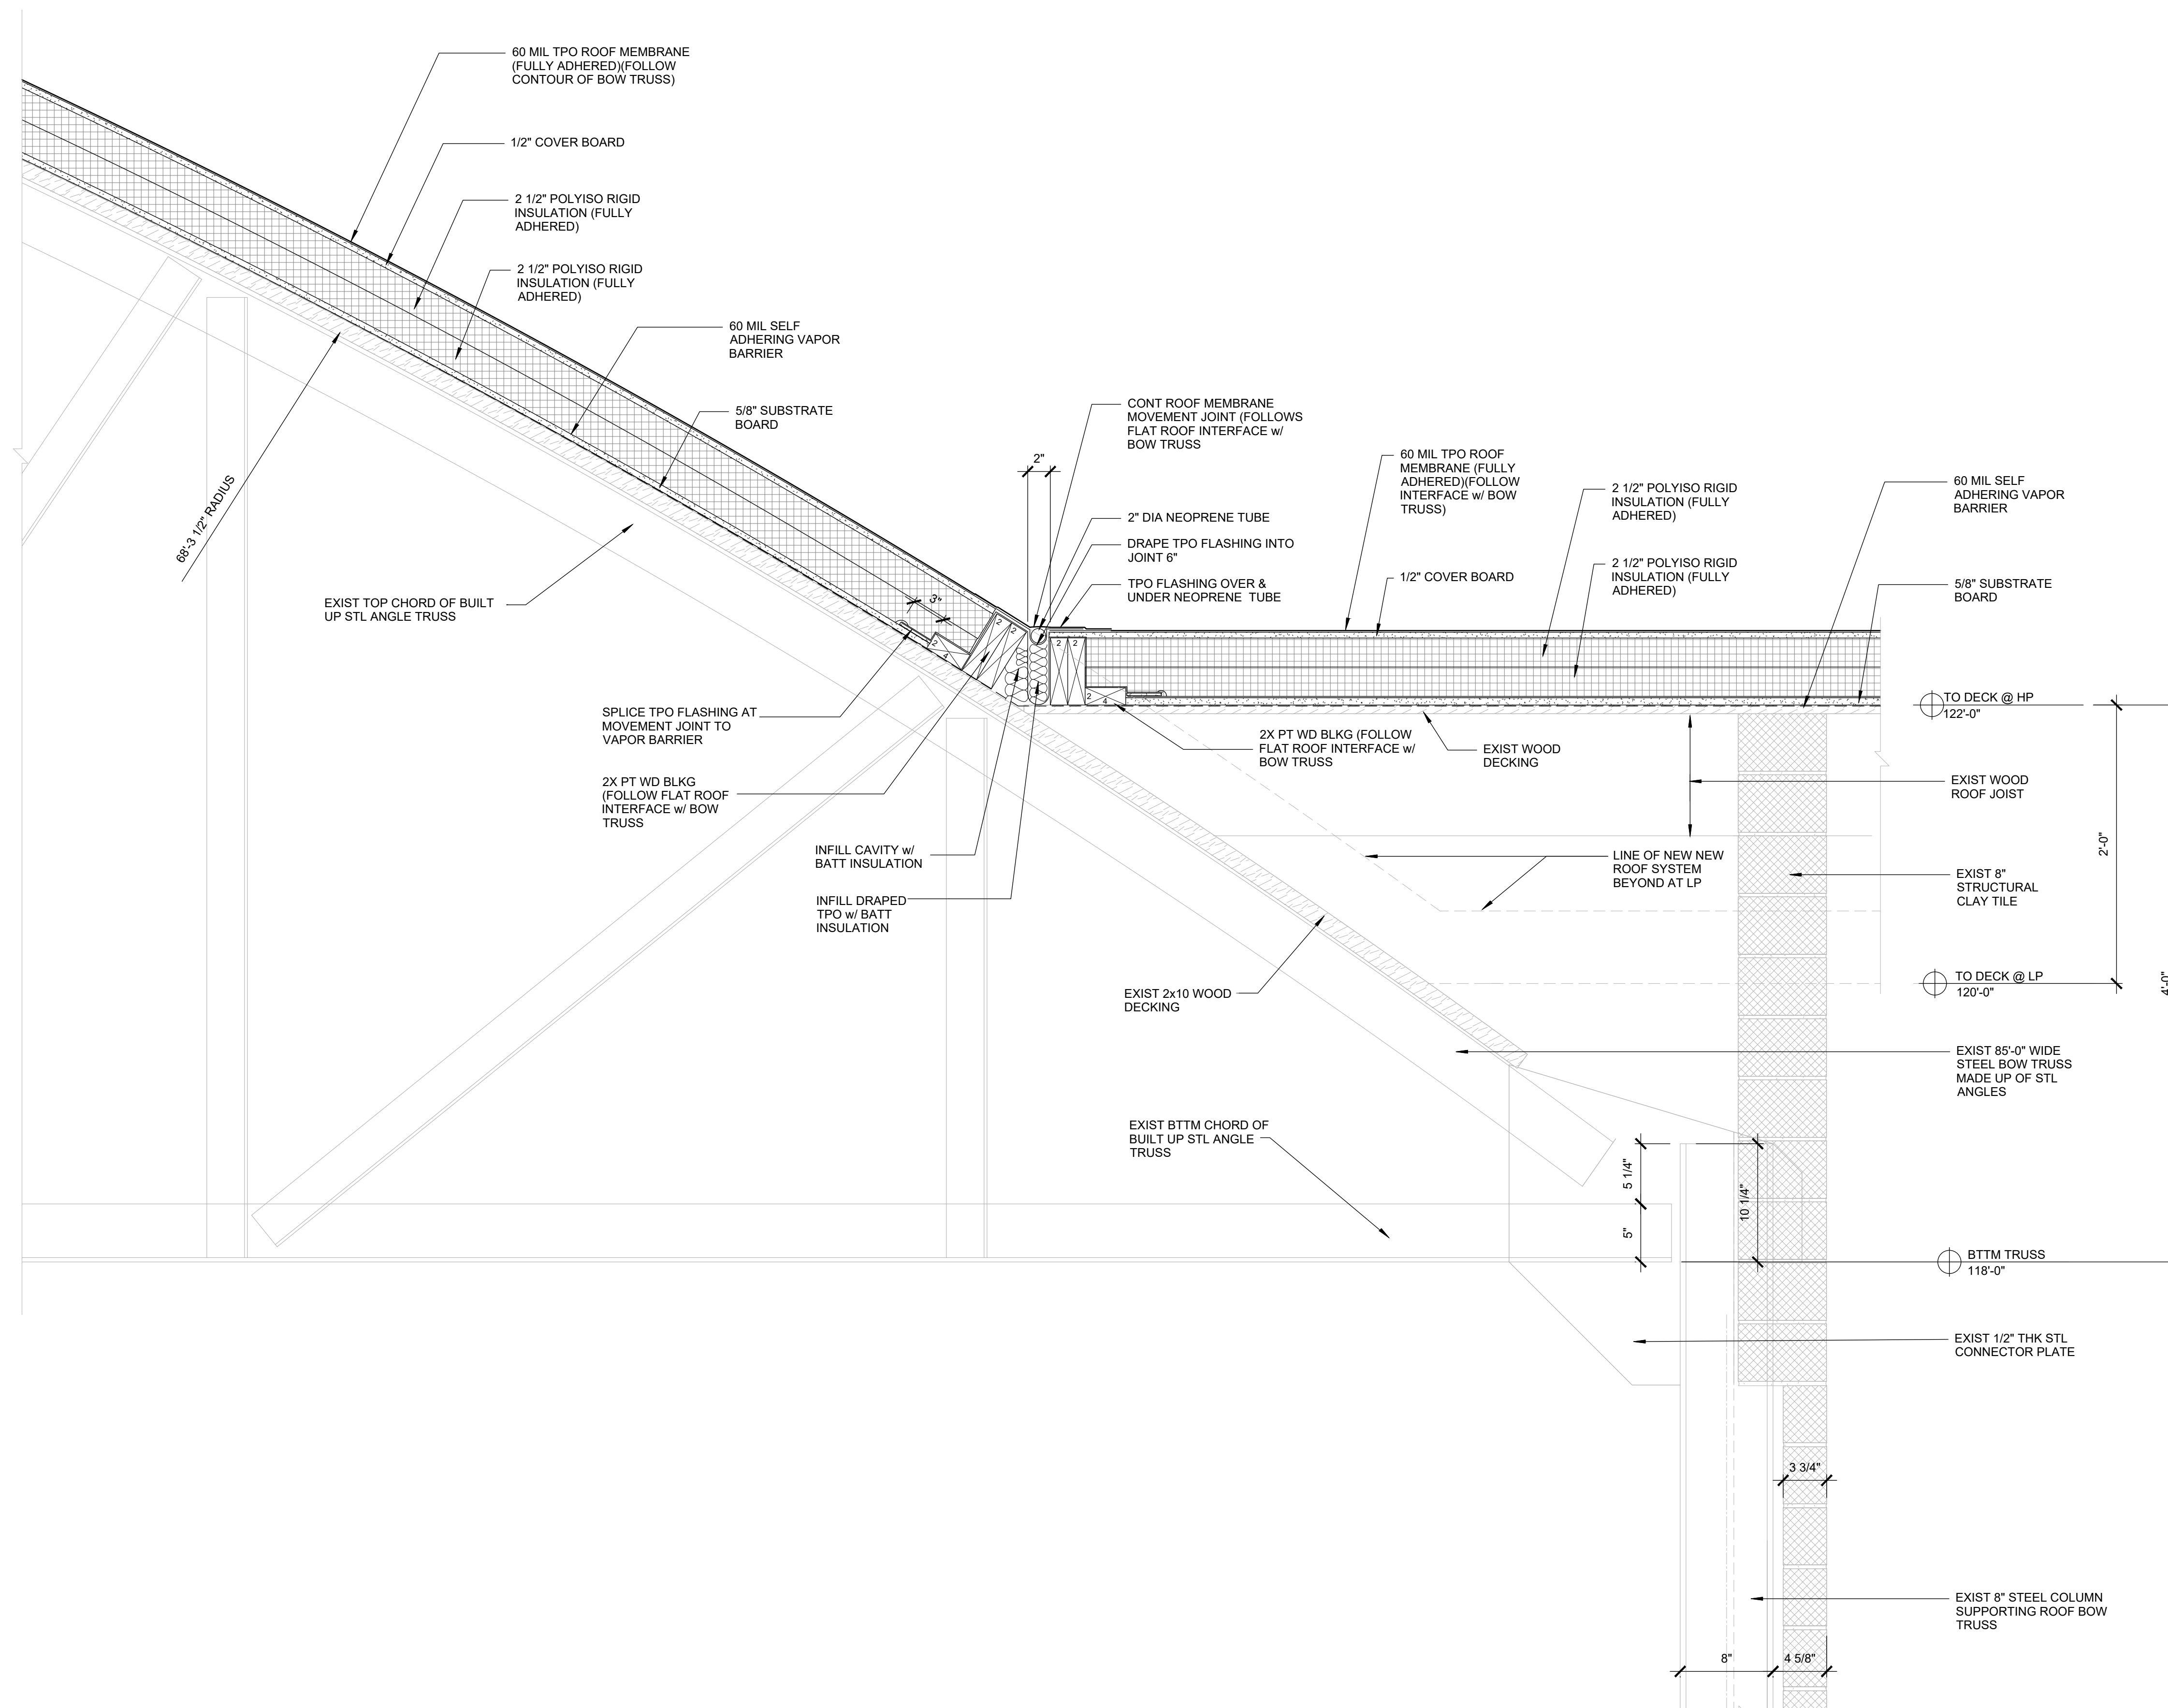 60 MIL TPO ROOF MEMBRANE
(FULLY ADHERED)(FOLLOW
CONTOUR OF BOW TRUSS)
1/2" COVER BOARD
2 1/2" POLYISO RIGID
INSULATION (FULLY
ADHERED)
2 1/2" POLYISO RIGID
INSULATION (FULLY
ADHERED)
60 MIL SELF
ADHERING VAPOR
BARRIER
5/8" SUBSTRATE
BOARD
68'-3 1/2" RADIUS
EXIST TOP CHORD OF BUILT
UP STL ANGLE TRUSS
CONT ROOF MEMBRANE
MOVEMENT JOINT (FOLLOWS
FLAT ROOF INTERFACE w/
BOW TRUSS
2"
2" DIA NEOPRENE TUBE
DRAPE TPO FLASHING INTO
JOINT 6"
TPO FLASHING OVER &
UNDER NEOPRENE TUBE
60 MIL TPO ROOF
MEMBRANE (FULLY
ADHERED)(FOLLOW
INTERFACE w/ BOW
TRUSS)
1/2" COVER BOARD
2 1/2" POLYISO RIGID
INSULATION (FULLY
ADHERED)
2 1/2" POLYISO RIGID
INSULATION (FULLY
ADHERED)
60 MIL SELF
ADHERING VAPOR
BARRIER
5/8" SUBSTRATE
BOARD
3"
2
4
2
2
2
2
2
4
SPLICE TPO FLASHING AT
MOVEMENT JOINT TO
VAPOR BARRIER
2X PT WD BLKG
(FOLLOW FLAT ROOF
INTERFACE w/ BOW
TRUSS
INFILL CAVITY w/
BATT INSULATION
INFILL DRAPED
TPO w/ BATT
INSULATION
2X PT WD BLKG (FOLLOW
FLAT ROOF INTERFACE w/
BOW TRUSS
EXIST WOOD
DECKING
TO DECK @ HP
122'-0"
EXIST WOOD
ROOF JOIST
2'-0"
LINE OF NEW NEW
ROOF SYSTEM
BEYOND AT LP
EXIST 8"
STRUCTURAL
CLAY TILE
TO DECK @ LP
120'-0"
4'-0"
EXIST 2x10 WOOD
DECKING
EXIST 85'-0" WIDE
STEEL BOW TRUSS
MADE UP OF STL
ANGLES
EXIST BTTM CHORD OF
BUILT UP STL ANGLE
TRUSS
5 1/4"
5"
10 1/4"
BTTM TRUSS
118'-0"
EXIST 1/2" THK STL
CONNECTOR PLATE
3 3/4"
EXIST 8" STEEL COLUMN
SUPPORTING ROOF BOW
TRUSS
8"
4 5/8"